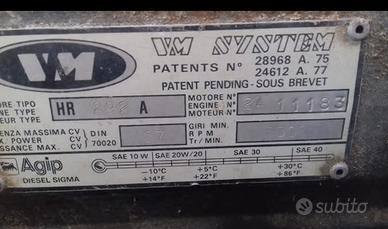 VM VM SYSTEM
PATENTS N° 28968 A. 75
24612 A. 77
PATENT PENDING - SOUS BREVET
ORE TIPO
NE TYPE
EUR TYPE
HR A
MOTORE N°
ENGINE N°
MOTEUR N°
11183
ENZA MASSIMA CV
. POWER CV
SSANCE MAX. CV
DIN
70020
GIRI MIN.
R.P.M.
Tr/Min.
Agip
DIESEL SIGMA
SAE 10 W SAE 20W/20 SAE 30 SAE 40
-10°C +5°C +30°C
+14°F +22°F +86°F
subito